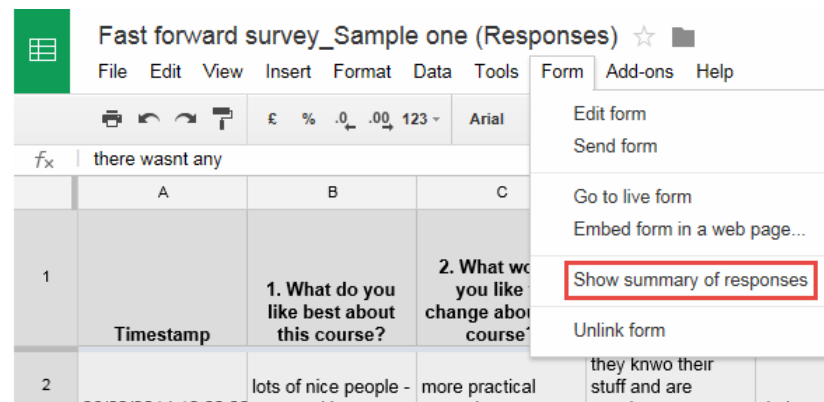 Fast forward survey_Sample one (Responses)
File Edit View Insert Format Data Tools Form Add-ons Help
£ % .0 .00 123 Arial
Edit form
Send form
fx there wasnt any
Go to live form
Embed form in a web page...
Show summary of responses
Unlink form
A B C
1
Timestamp
1. What do you
like best about
this course?
2. What
you like
change
course
2
lots of nice people -
more practical
they knwo their
stuff and are